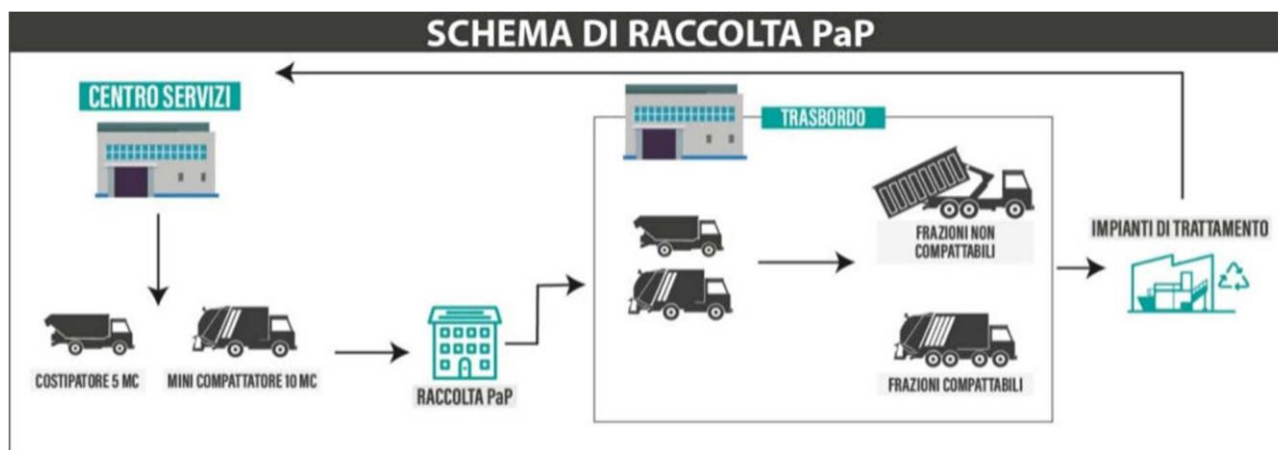 SCHEMA DI RACCOLTA PaP
CENTRO SERVIZI
TRASBORDO
FRAZIONI NON
COMPATTABILI
IMPIANTI DI TRATTAMENTO
COSTIPATORE 5 MC
MINI COMPATTATORE 10 MC
RACCOLTA PaP
FRAZIONI COMPATTABILI